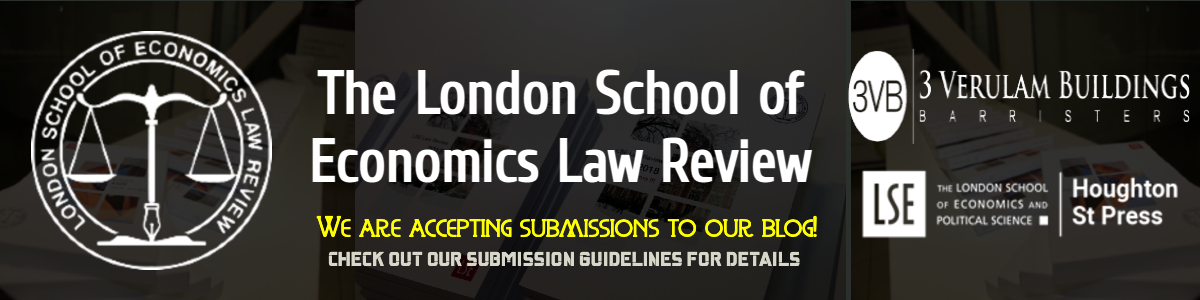 LONDON SCHOOL OF ECONOMICS LAW REVIEW
The London School of
Economics Law Review
WE ARE ACCEPTING SUBMISSIONS TO OUR BLOG!
CHECK OUT OUR SUBMISSION GUIDELINES FOR DETAILS
3VB
3 VERULAM BUILDINGS
BARRISTERS
LSE
THE LONDON SCHOOL
OF ECONOMICS AND
POLITICAL SCIENCE
Houghton
St Press
2018